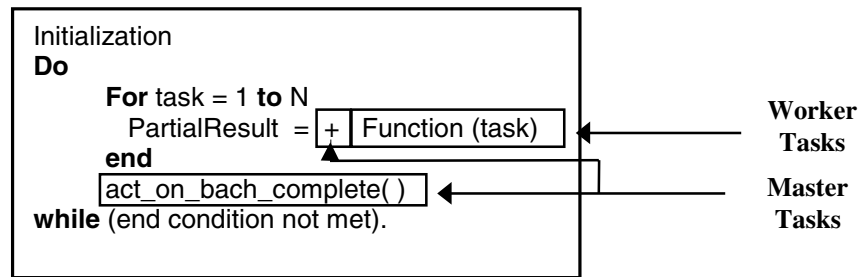 Initialization
Do
For task = 1 to N
PartialResult = + Function (task)
end
act_on_bach_complete( )
while (end condition not met).
Worker
Tasks
Master
Tasks